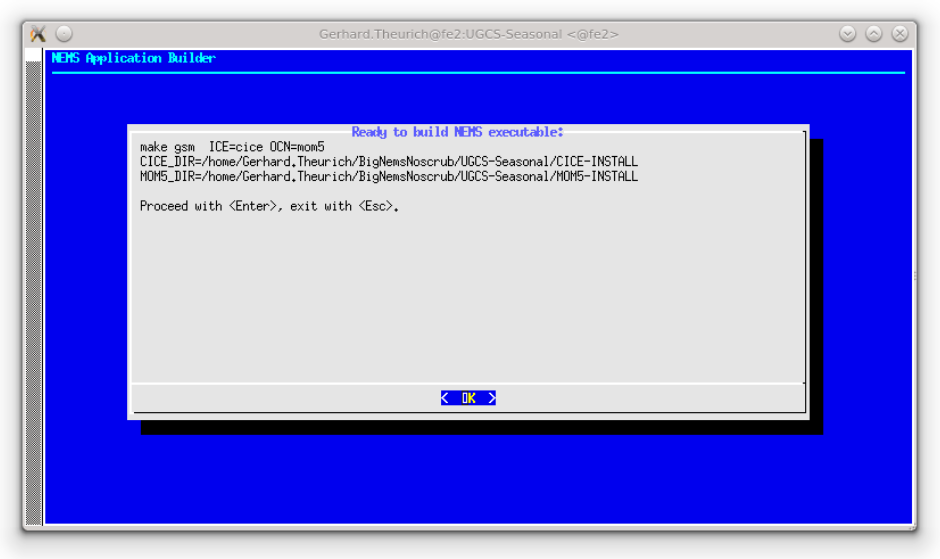 Gerhard.Theurich@fe2:UGCS-Seasonal <@fe2>
NEMS Application Builder
Ready to build NEMS executable:
make gsm  ICE=cice OCN=mom5
CICE_DIR=/home/Gerhard.Theurich/BigNemsNoscrub/UGCS-Seasonal/CICE-INSTALL
MOM5_DIR=/home/Gerhard.Theurich/BigNemsNoscrub/UGCS-Seasonal/MOM5-INSTALL
Proceed with <Enter>, exit with <Esc>.
< OK >